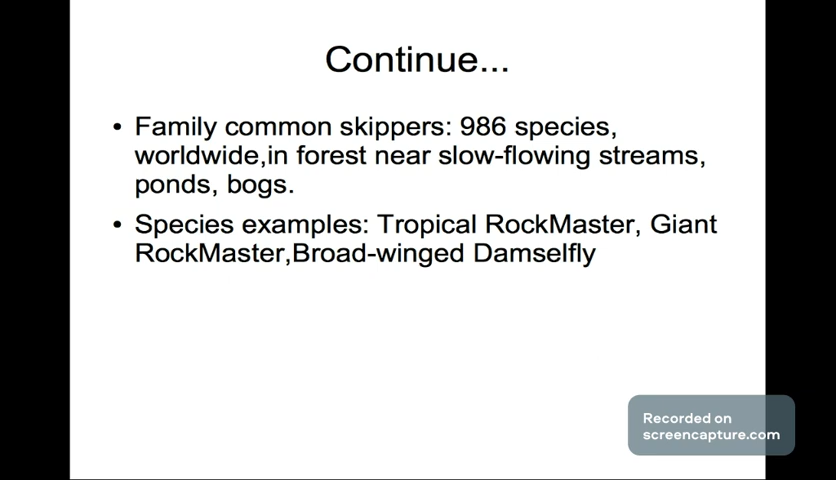 Continue...
• Family common skippers: 986 species,
worldwide,in forest near slow-flowing streams,
ponds, bogs.
• Species examples: Tropical RockMaster, Giant
RockMaster,Broad-winged Damselfly
Recorded on
screencapture.com